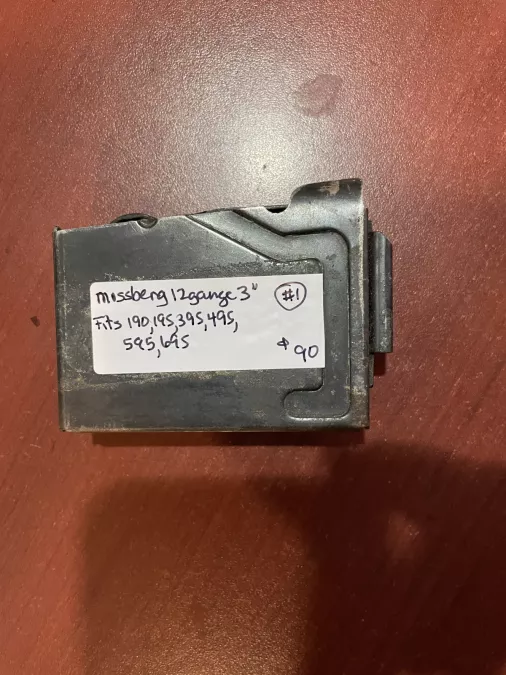 Mossberg 12gauge 3" #1
Fits 190,195,395,495,
595,695
$90